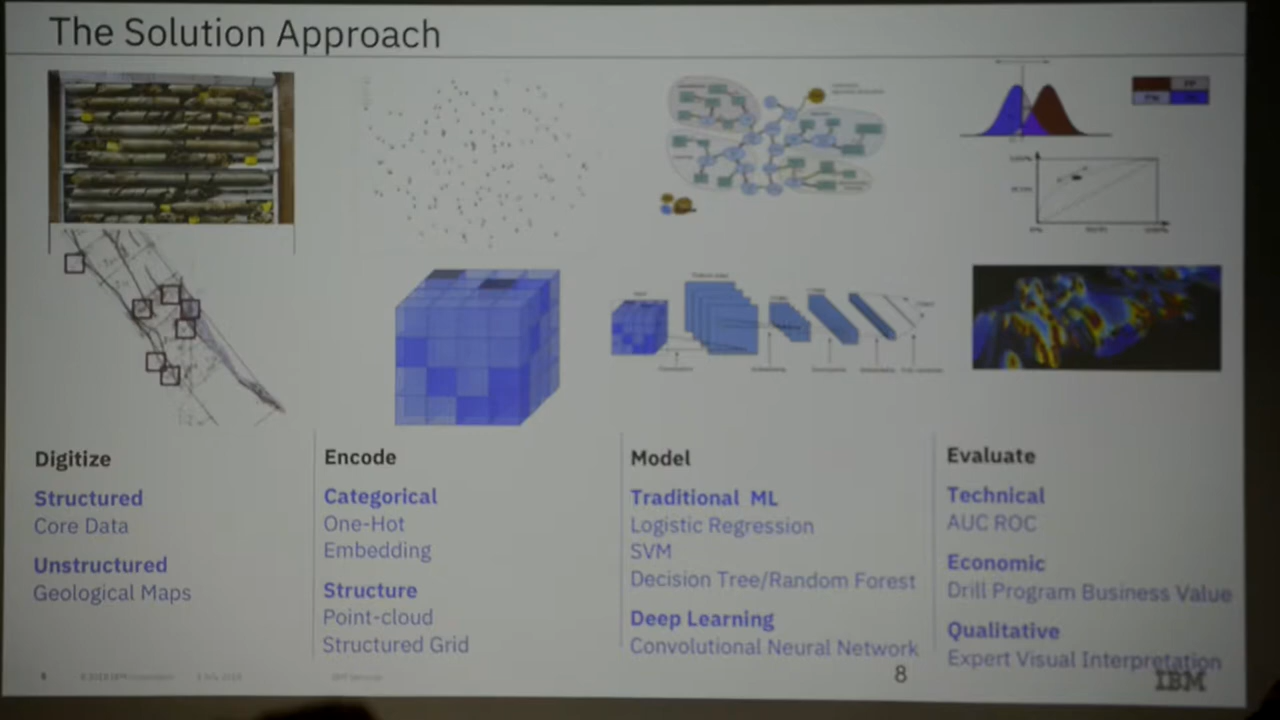 The Solution Approach
Digitize
Structured
Core Data
Unstructured
Geological Maps
Encode
Categorical
One-Hot
Embedding
Structure
Point-cloud
Structured Grid
Model
Traditional ML
Logistic Regression
SVM
Decision Tree/Random Forest
Deep Learning
Convolutional Neural Network
Evaluate
Technical
AUC ROC
Economic
Drill Program Business Value
Qualitative
Expert Visual Interpretation
8
IBM